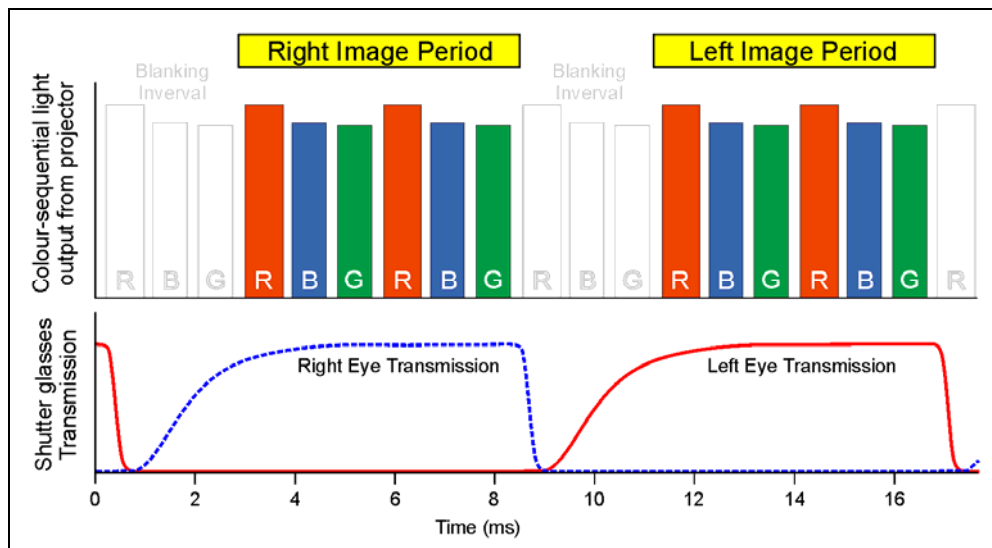 Right Image Period
Left Image Period
Blanking
Inverval
Blanking
Inverval
Colour-sequential light
output from projector
R B G R B G R B G R B G R B G R B G R
Shutter glasses
Transmission
Right Eye Transmission
Left Eye Transmission
0 2 4 6 8 10 12 14 16
Time (ms)